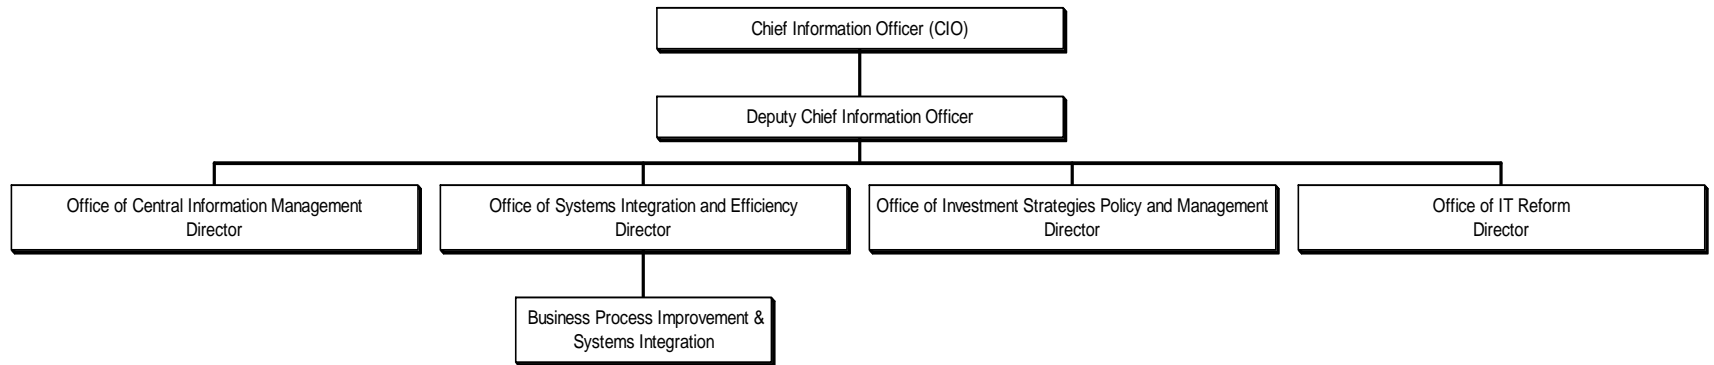 Chief Information Officer (CIO)
Deputy Chief Information Officer
Office of Central Information Management
Director
Office of Systems Integration and Efficiency
Director
Office of Investment Strategies Policy and Management
Director
Office of IT Reform
Director
Business Process Improvement &
Systems Integration